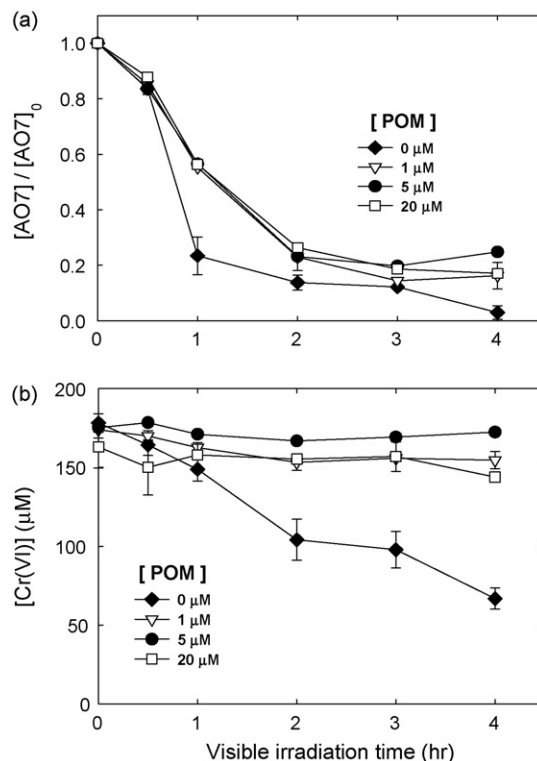 (a)
1.0
0.8
0.6
0.4
0.2
0.0
[AO7] / [AO7]0
[ POM ]
0 μM
1 μM
5 μM
20 μM
0 1 2 3 4
(b)
200
150
100
50
0
[Cr(VI)] (μM)
[ POM ]
0 μM
1 μM
5 μM
20 μM
0 1 2 3 4
Visible irradiation time (hr)